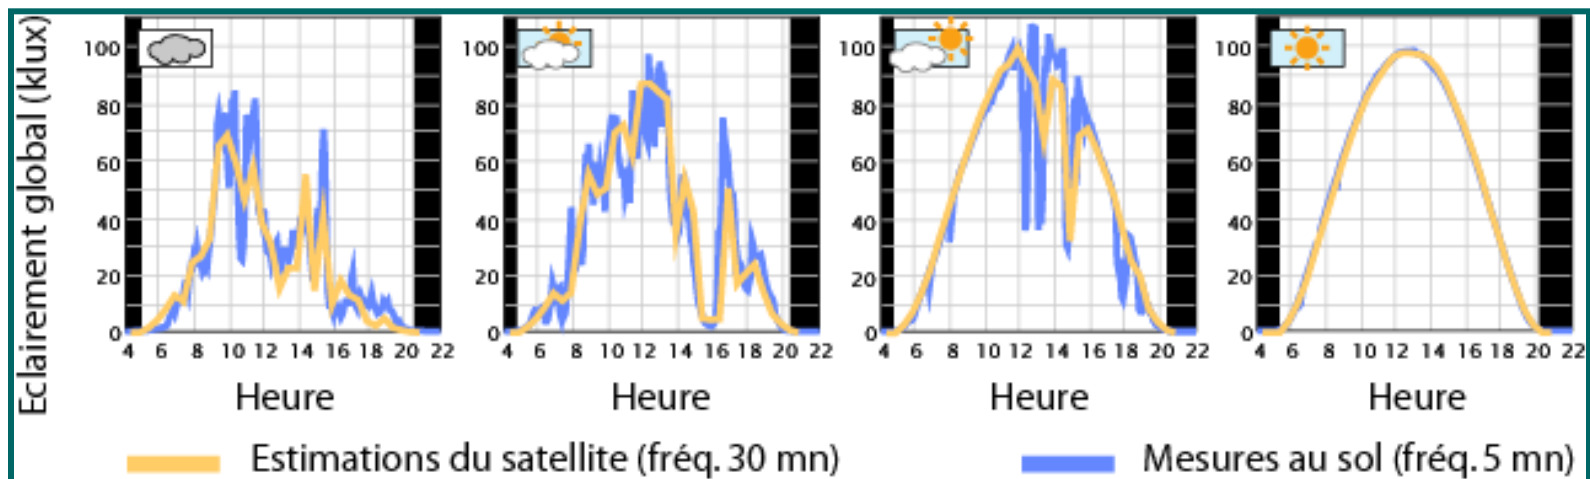 Eclairement global (klux)
100 80 60 40 20 0
4 6 8 10 12 14 16 18 20 22
Heure
100 80 60 40 20 0
4 6 8 10 12 14 16 18 20 22
Heure
100 80 60 40 20 0
4 6 8 10 12 14 16 18 20 22
Heure
100 80 60 40 20 0
4 6 8 10 12 14 16 18 20 22
Heure
Estimations du satellite (fréq. 30 mn)
Mesures au sol (fréq. 5 mn)